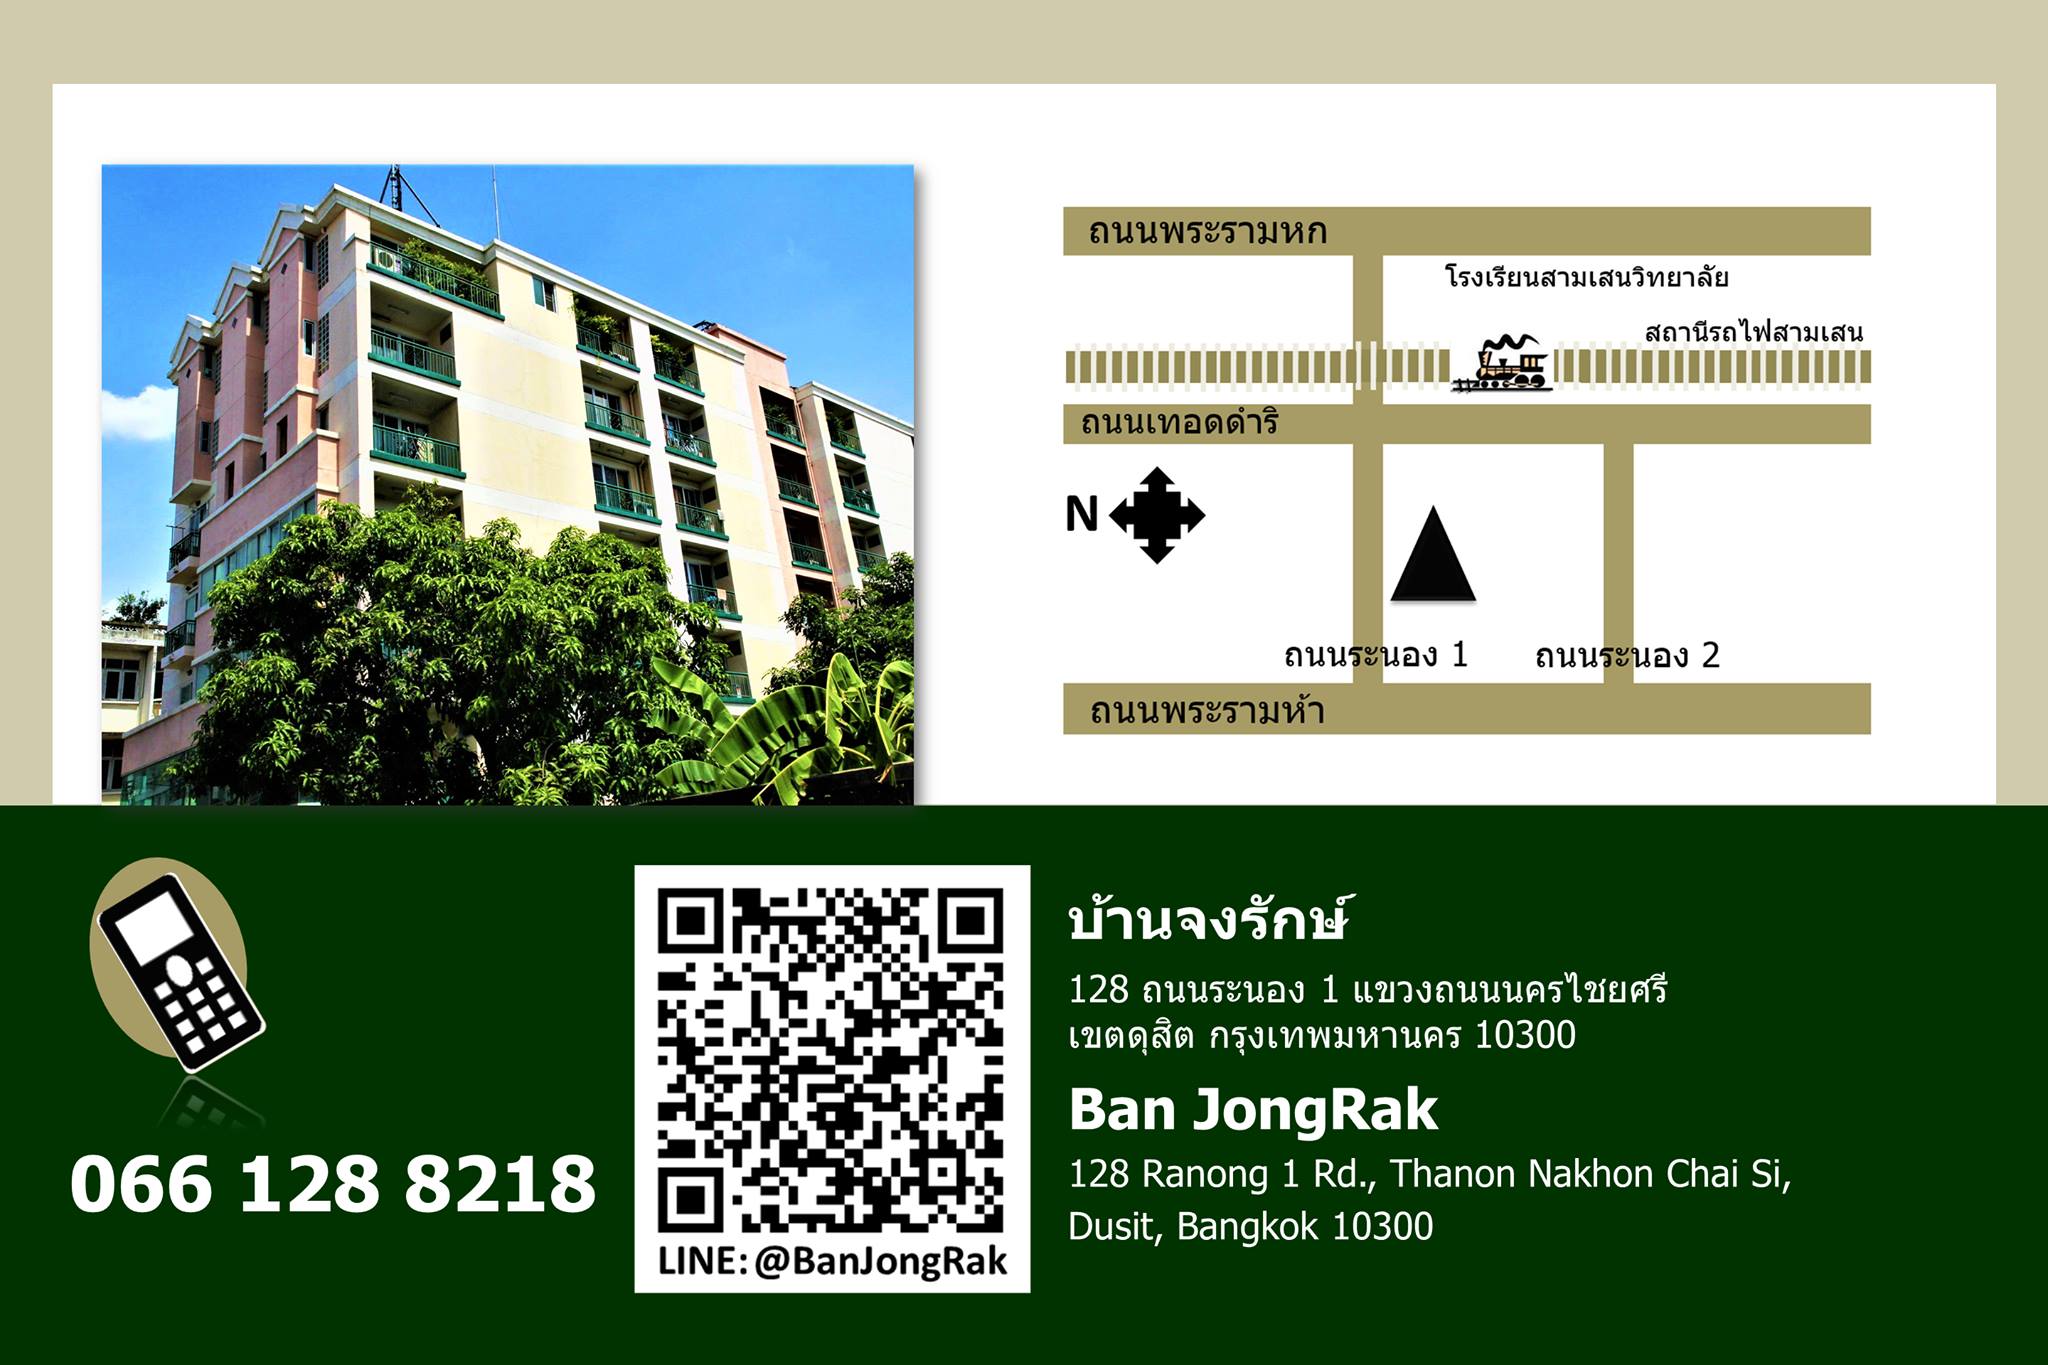 ถนนพระรามหก
โรงเรียนสามเสนวิทยาลัย
สถานีรถไฟสามเสน
ถนนเทอดดำริ
N
ถนนระนอง 1
ถนนระนอง 2
ถนนพระรามห้า
066 128 8218
LINE: @BanJongRak
บ้านจงรักษ์
128 ถนนระนอง 1 แขวงถนนนครไชยศรี
เขตดุสิต กรุงเทพมหานคร 10300
Ban JongRak
128 Ranong 1 Rd., Thanon Nakhon Chai Si,
Dusit, Bangkok 10300